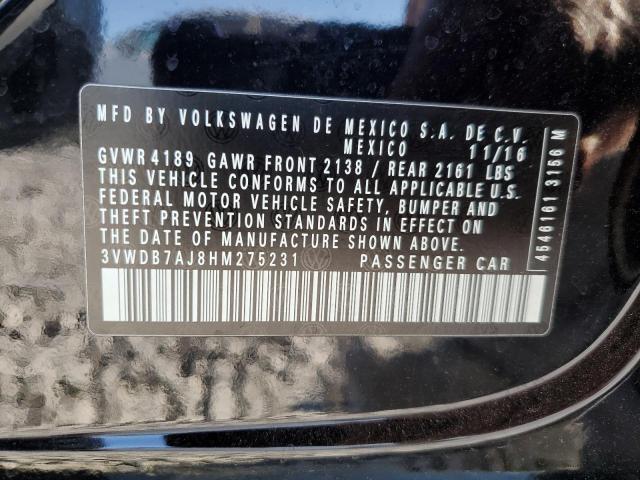 MFD BY VOLKSWAGEN DE MEXICO S.A. DE C.V.
MEXICO 11/16
GVWR 4189 GAWR FRONT 2138 / REAR 2161 LBS
THIS VEHICLE CONFORMS TO ALL APPLICABLE U.S.
FEDERAL MOTOR VEHICLE SAFETY, BUMPER AND
THEFT PREVENTION STANDARDS IN EFFECT ON
THE DATE OF MANUFACTURE SHOWN ABOVE.
3VWDB7AJ8HM275231 PASSENGER CAR
4646161 3156 M